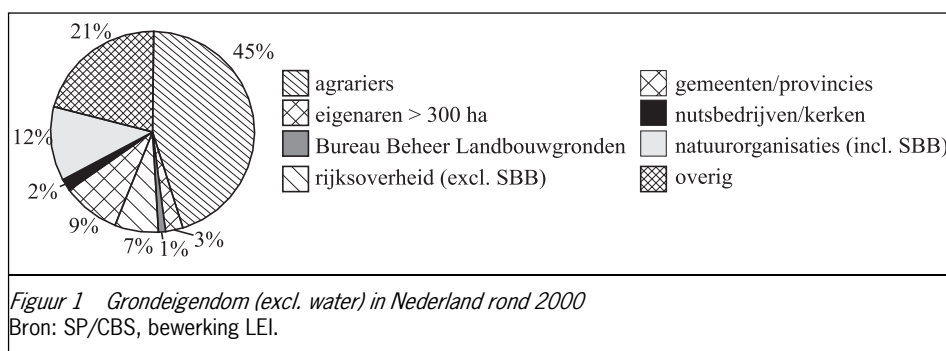 21%
45%
12%
2%
9%
7%
1%
3%
agrariers
eigenaren > 300 ha
Bureau Beheer Landbouwgronden
rijksoverheid (excl. SBB)
gemeenten/provincies
nutsbedrijven/kerken
natuurorganisaties (incl. SBB)
overig
Figuur 1 Grondeigendom (excl. water) in Nederland rond 2000
Bron: SP/CBS, bewerking LEI.